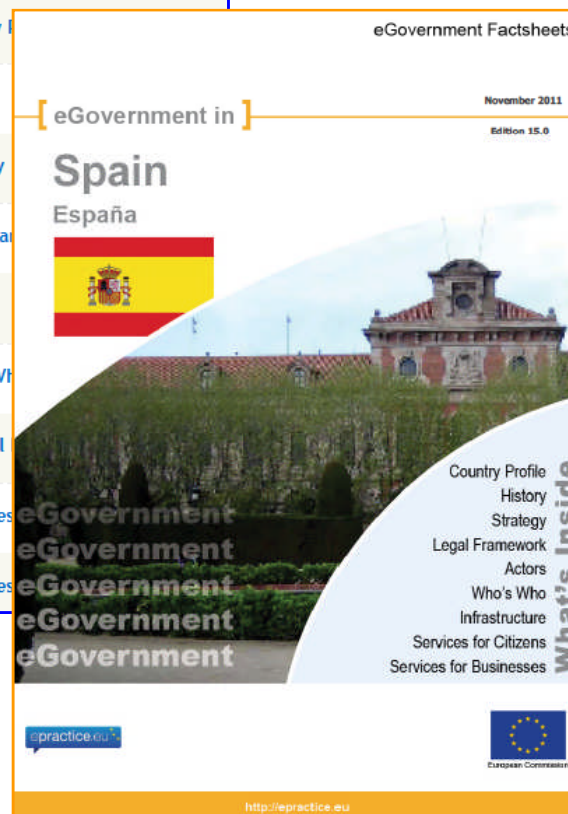 eGovernment Factsheets
November 2011
Edition 15.0
[ eGovernment in ]
Spain
España
Country Profile
History
Strategy
Legal Framework
Actors
Who's Who
Infrastructure
Services for Citizens
Services for Businesses
What's Inside
eGovernment
eGovernment
eGovernment
eGovernment
eGovernment
epractice.eu
European Commission
http://epractice.eu